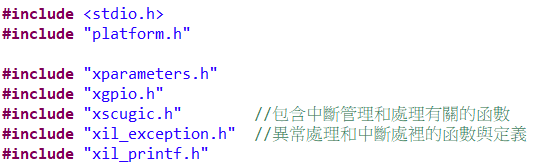 #include <stdio.h>
#include "platform.h"
#include "xparameters.h"
#include "xgpio.h"
#include "xscugic.h" //包含中斷管理和處理有關的函數
#include "xil_exception.h" //異常處理和中斷處裡的函數與定義
#include "xil_printf.h"